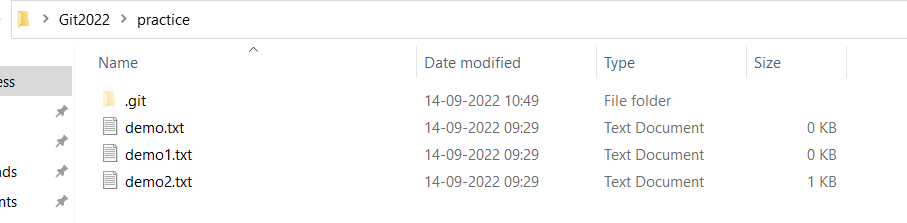 Git2022 > practice
Name Date modified Type Size
ess
.git 14-09-2022 10:49 File folder
demo.txt 14-09-2022 09:29 Text Document 0 KB
demo1.txt 14-09-2022 09:29 Text Document 0 KB
ads
demo2.txt 14-09-2022 09:29 Text Document 1 KB
nts